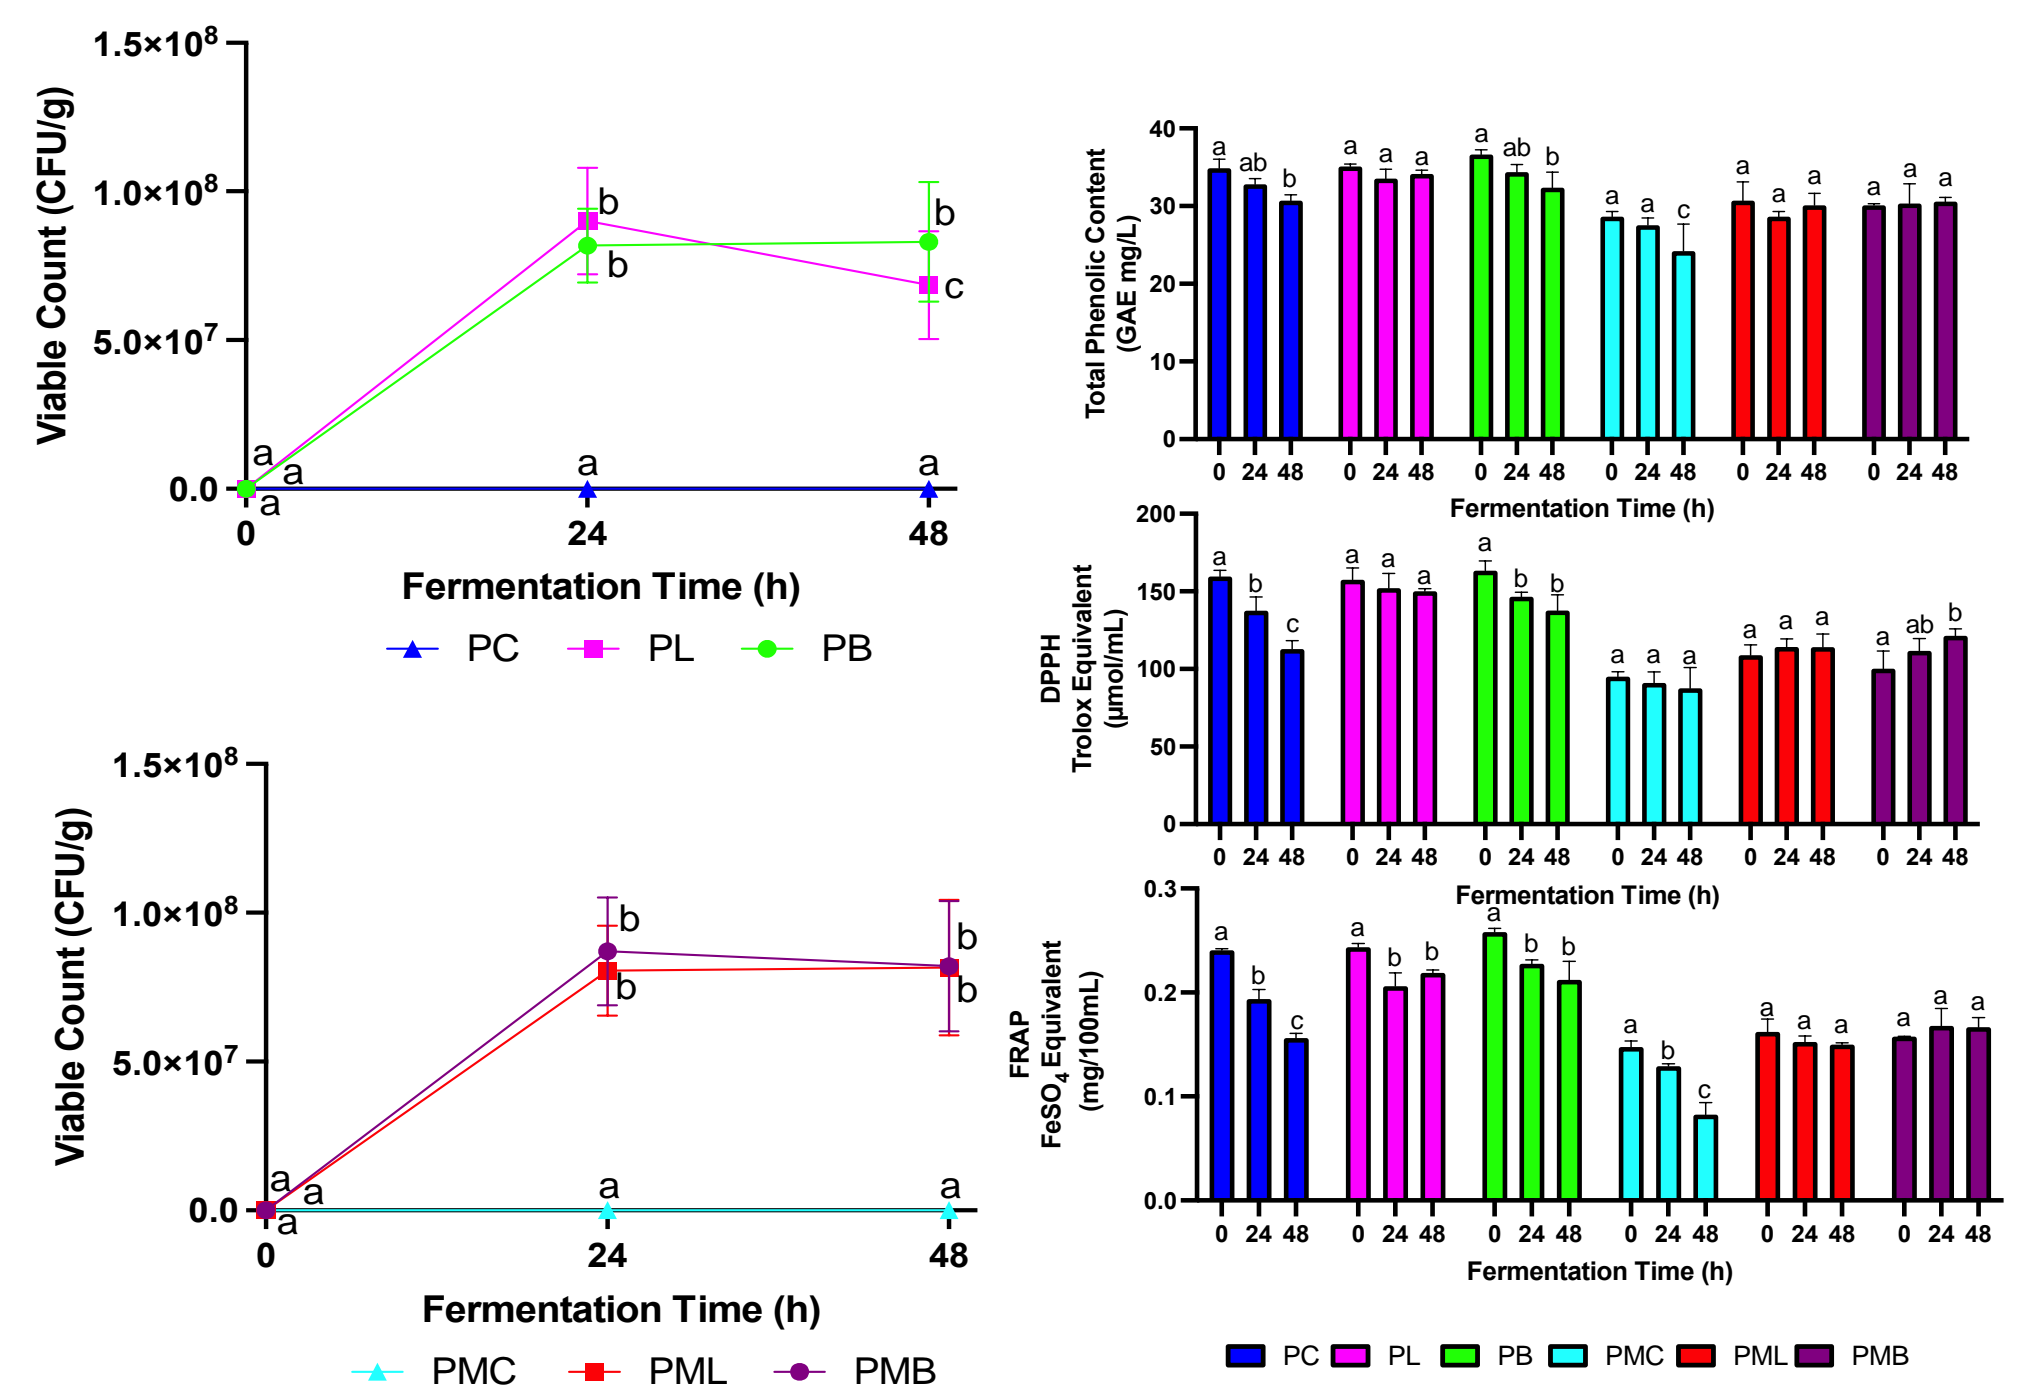 1.5×10⁸
1.0×10⁸
5.0×10⁷
0.0
Viable Count (CFU/g)
b
b
b
c
a
a
a
a
a
0
24
48
Fermentation Time (h)
PC
PL
PB
1.5×10⁸
1.0×10⁸
5.0×10⁷
0.0
Viable Count (CFU/g)
b
b
b
b
a
a
a
a
a
0
24
48
Fermentation Time (h)
PMC
PML
PMB
Total Phenolic Content
(GAE mg/L)
40
30
20
10
0
a ab b a a a a ab b a a c a a a a a a
0 24 48 0 24 48 0 24 48 0 24 48 0 24 48 0 24 48
Fermentation Time (h)
DPPH
Trolox Equivalent
(µmol/mL)
200
150
100
50
0
a b c a a a a b b a a a a a a a ab b
0 24 48 0 24 48 0 24 48 0 24 48 0 24 48 0 24 48
Fermentation Time (h)
FRAP
FeSO₄ Equivalent
(mg/100mL)
0.3
0.2
0.1
0.0
a b c a b b a b b a b c a a a a a a
0 24 48 0 24 48 0 24 48 0 24 48 0 24 48 0 24 48
Fermentation Time (h)
PC PL PB PMC PML PMB